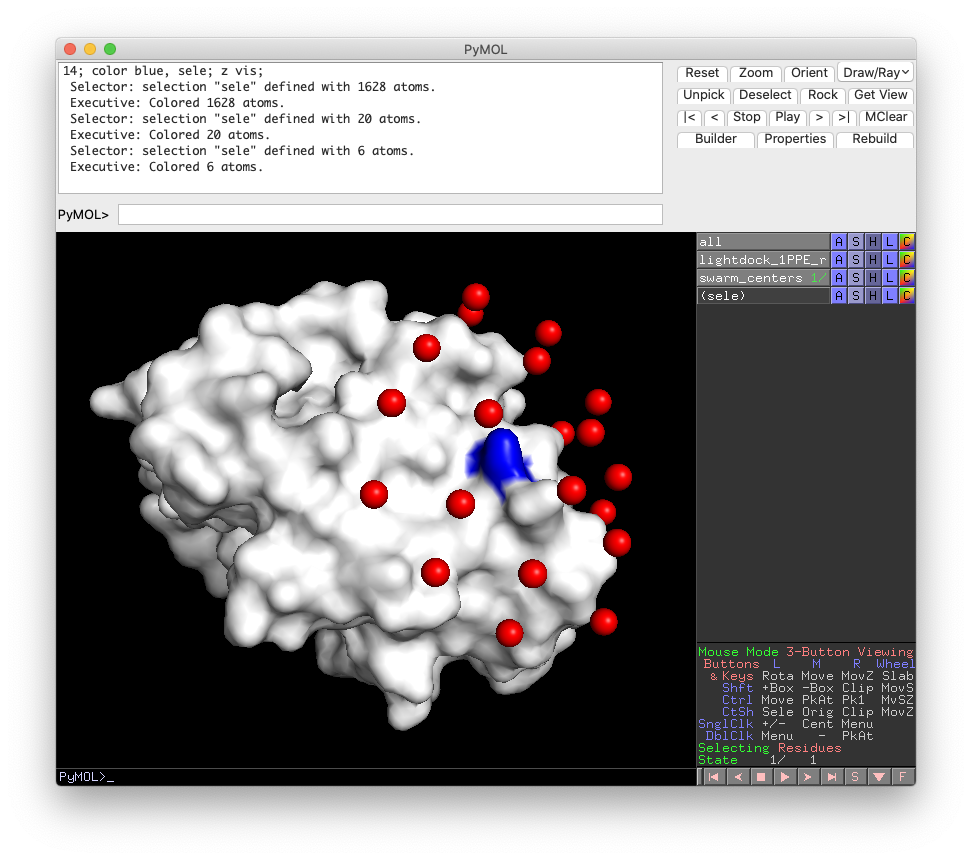 PyMOL
14; color blue, sele; z vis;
Selector: selection "sele" defined with 1628 atoms.
Executive: Colored 1628 atoms.
Selector: selection "sele" defined with 20 atoms.
Executive: Colored 20 atoms.
Selector: selection "sele" defined with 6 atoms.
Executive: Colored 6 atoms.
Reset Zoom Orient Draw/Ray
Unpick Deselect Rock Get View
|< < Stop Play > >| MClear
Builder Properties Rebuild
PyMOL>
all A S H L C
lightdock_1PPE_r A S H L C
swarm_centers 1/ A S H L C
(sele) A S H L C
Mouse Mode 3-Button Viewing
Buttons L M R Wheel
& Keys Rota Move MovZ Slab
Shft +Box -Box Clip MovS
Ctrl Move PkAt Pk1 MvSZ
CtSh Sele Orig Clip MovZ
SnglClk +/- Cent Menu
DblClk Menu - PkAt
Selecting Residues
State 1/ 1
PyMOL>_
S F